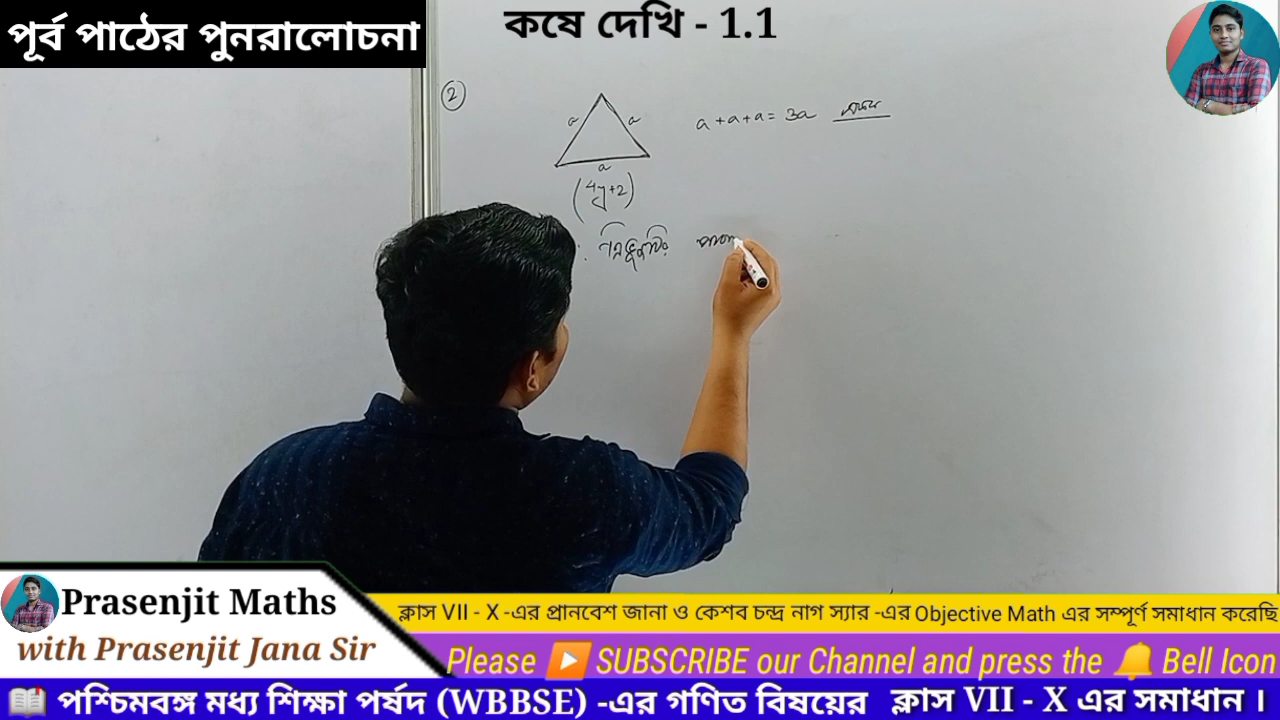 পূর্ব পাঠের পুনরালোচনা
কষে দেখি - 1.1
2
a a a
a + a + a = 3a একক
(4y+2)
∴ ত্রিভুজটির
Prasenjit Maths
with Prasenjit Jana Sir
ক্লাস VII - X -এর প্রানবেশ জানা ও কেশব চন্দ্র নাগ স্যার -এর Objective Math এর সম্পূর্ণ সমাধান করেছি
Please ▶️ SUBSCRIBE our Channel and press the 🔔 Bell Icon
📖 পশ্চিমবঙ্গ মধ্য শিক্ষা পর্ষদ (WBBSE) -এর গণিত বিষয়ের ক্লাস VII - X এর সমাধান ।